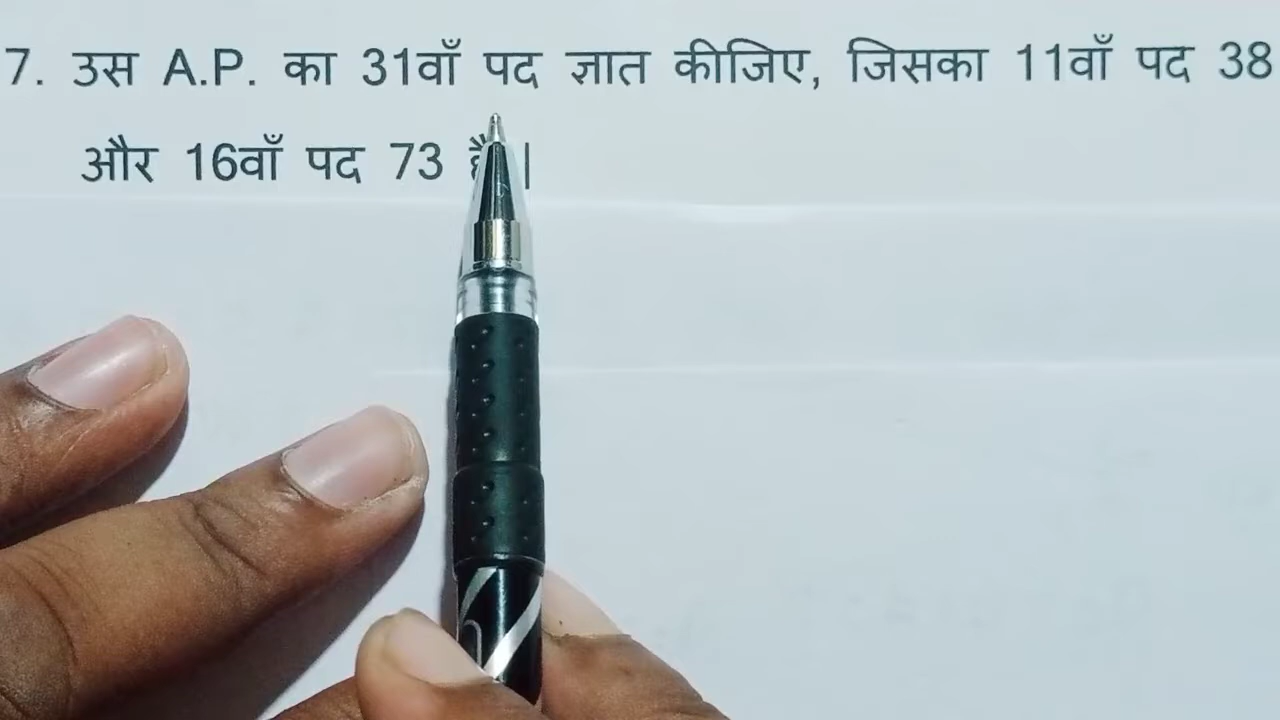 7. उस A.P. का 31वाँ पद ज्ञात कीजिए, जिसका 11वाँ पद 38
और 16वाँ पद 73 है |